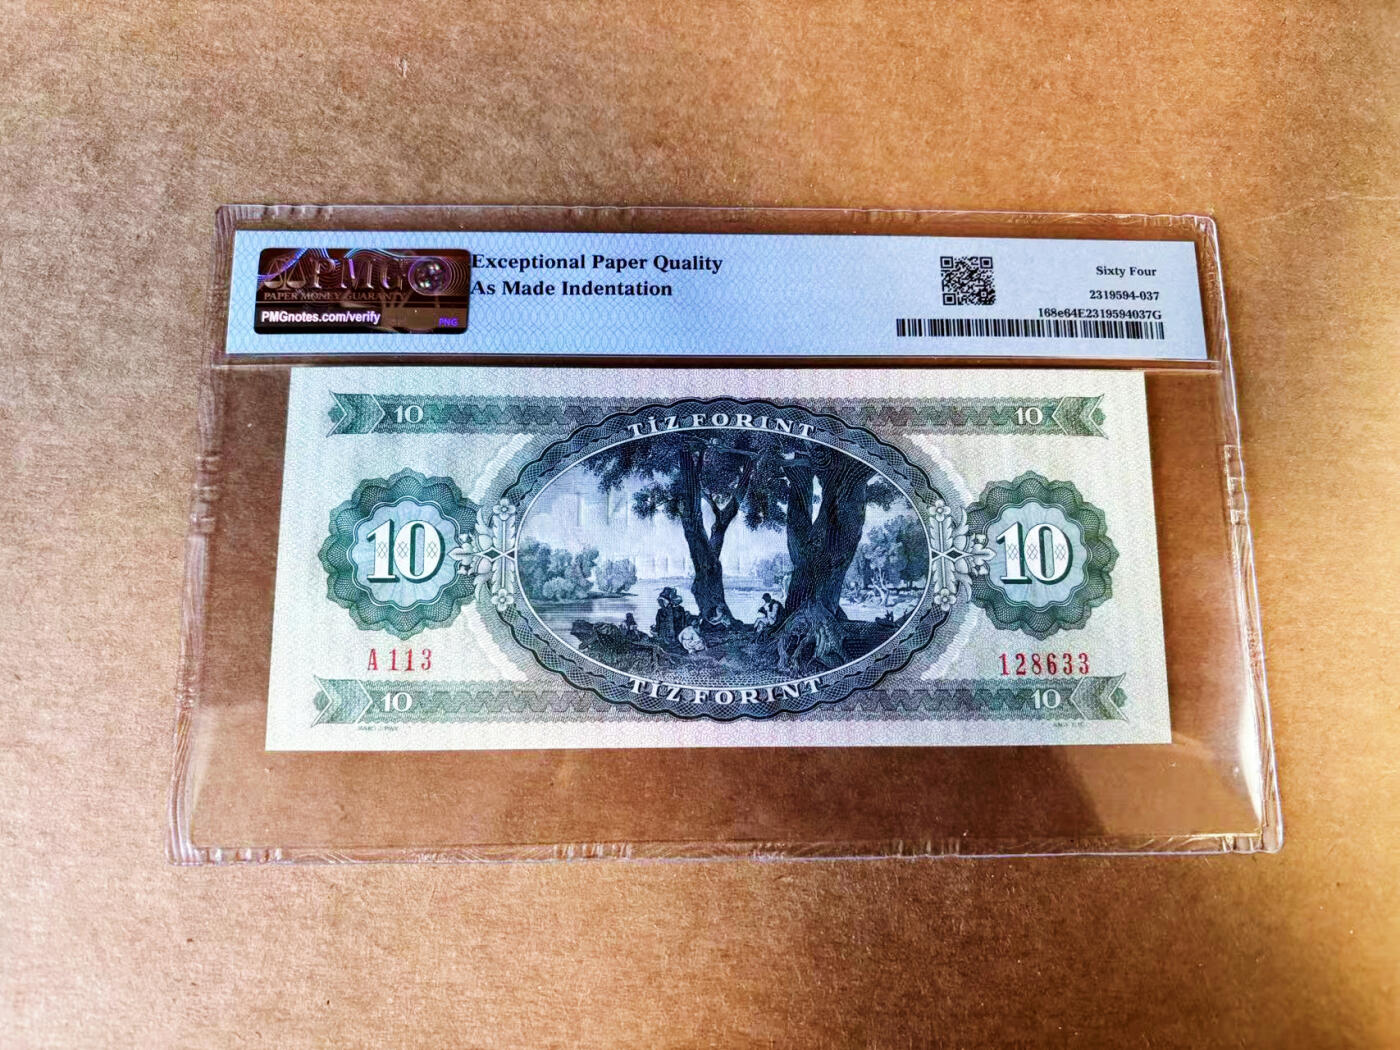 PMG
PAPER MONEY GUARANTY
PMGnotes.com/verify
PNG
Exceptional Paper Quality
As Made Indentation
Sixty Four
2319594-037
168e64E2319594037G
10 10
TÍZ FORINT
10 10
A 113 128633
TÍZ FORINT
10 10